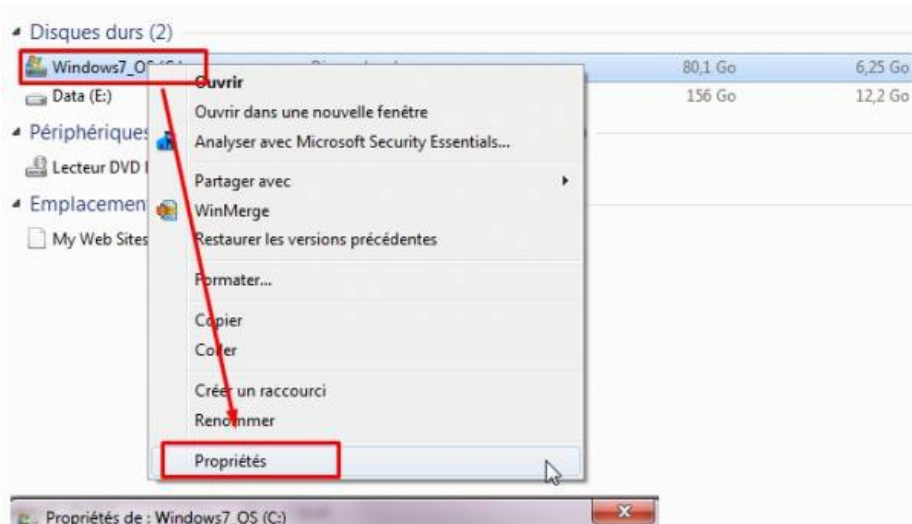 Disques durs (2)
Windows7_OS (C: 80,1 Go 6,25 Go
Ouvrir
Data (E:) 156 Go 12,2 Go
Ouvrir dans une nouvelle fenêtre
Périphériques
Analyser avec Microsoft Security Essentials...
Lecteur DVD
Partager avec
Emplacemen
WinMerge
My Web Sites
Restaurer les versions précédentes
Formater...
Copier
Coller
Créer un raccourci
Renommer
Propriétés
Propriétés de : Windows7_OS (C:)